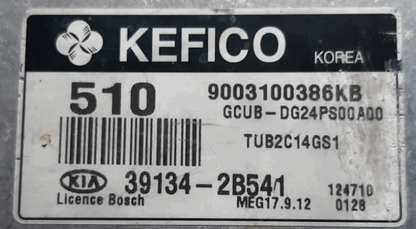 KEFICO KOREA
510 9003100386KB
GCUB-DG24PS00A00
TUB2C14GS1
KIA 39134-2B541 124710
Licence Bosch MEG17.9.12 0128